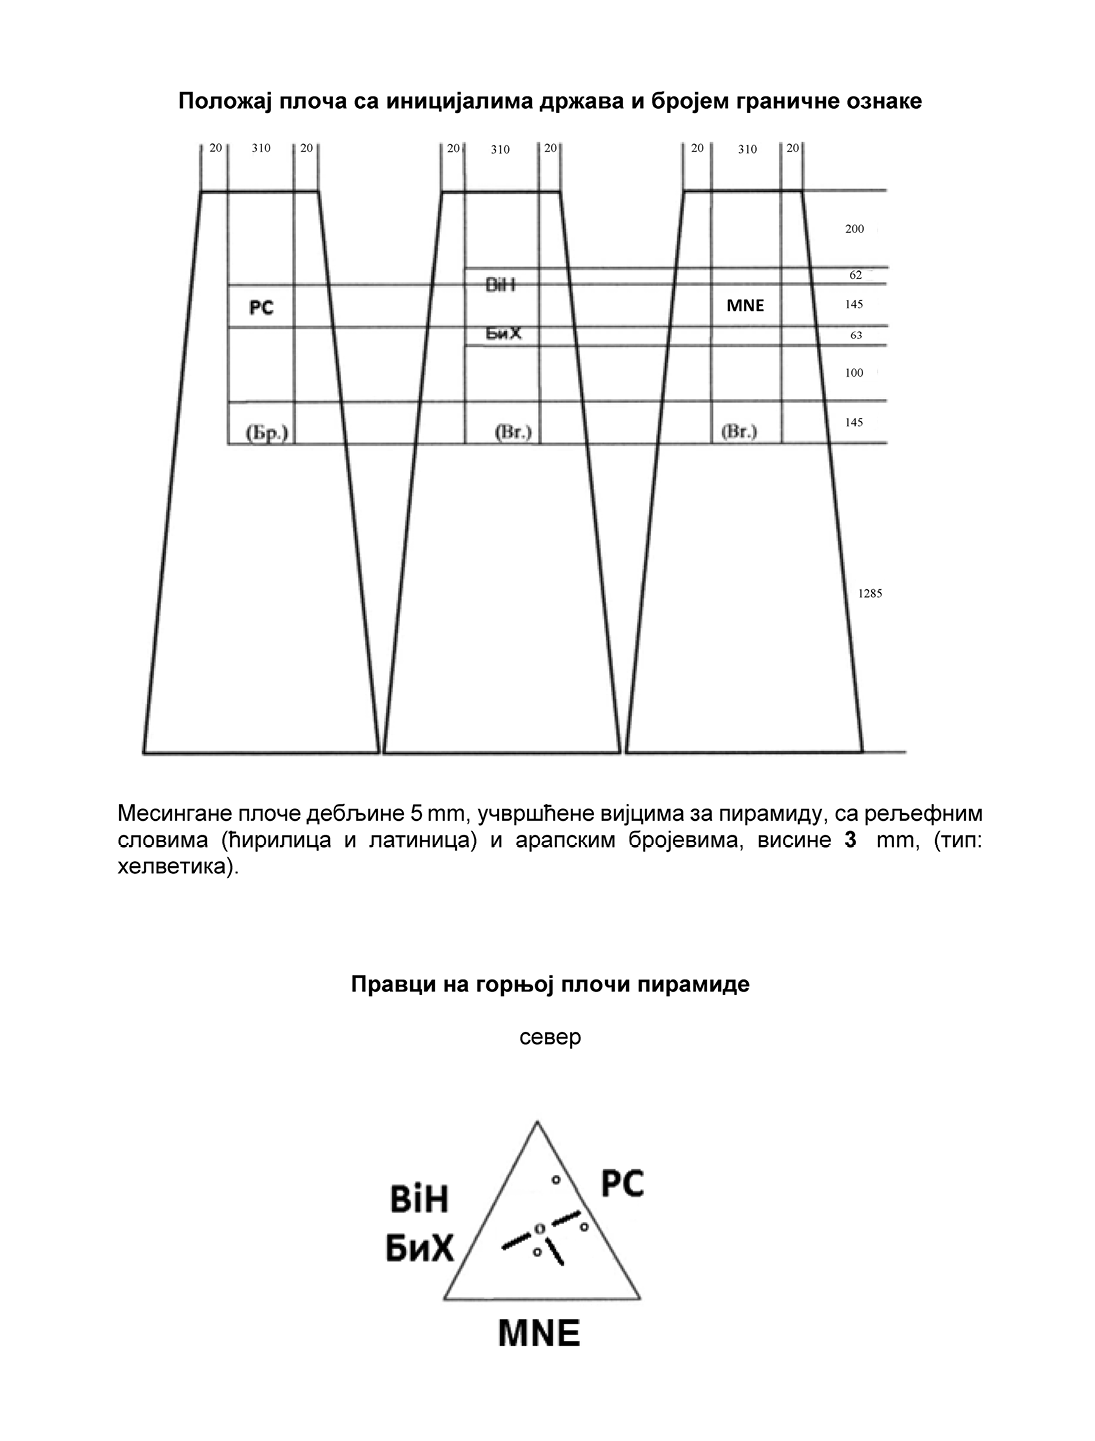 Положај плоча са иницијалима држава и бројем граничне ознаке
20 310 20 20 310 20 20 310 20
200
62
BiH
145
РС
MNE
БиХ
63
100
145
(Бр.) (Br.) (Br.)
1285
Месингане плоче дебљине 5 mm, учвршћене вијцима за пирамиду, са рељефним
словима (ћирилица и латиница) и арапским бројевима, висине 3 mm, (тип:
хелветика).
Правци на горњој плочи пирамиде
север
BiH
РС
БиХ
MNE